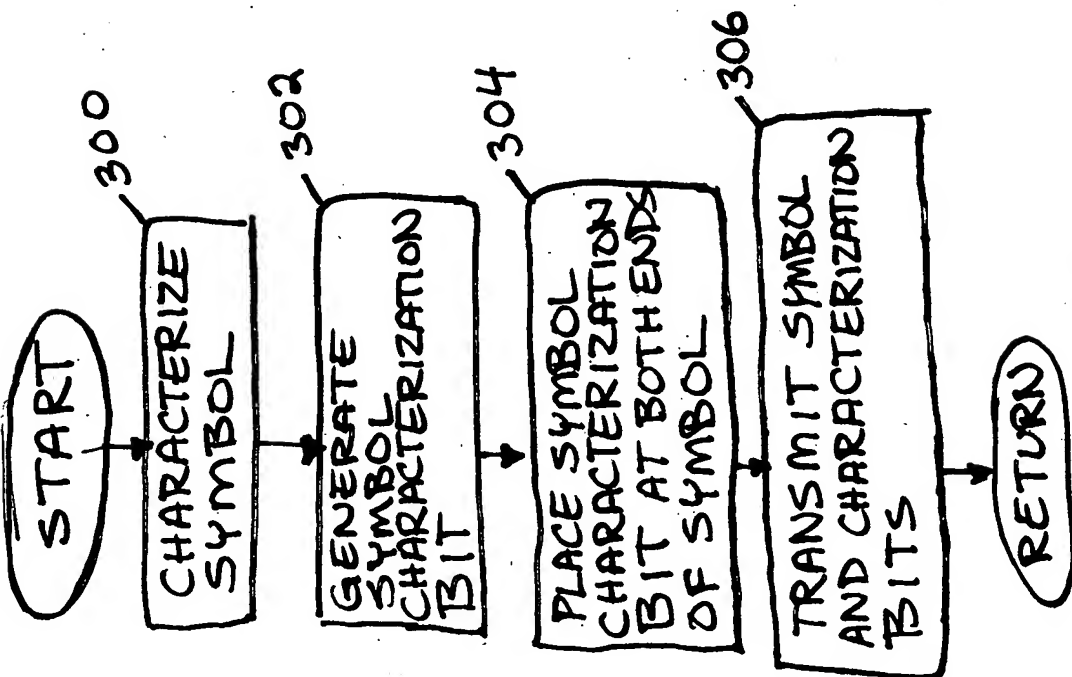 START
300
CHARACTERIZE
SYMBOL
302
GENERATE
SYMBOL
CHARACTERIZATION
BIT
304
PLACE SYMBOL
CHARACTERIZATION
BIT AT BOTH ENDS
OF SYMBOL
306
TRANSMIT SYMBOL
AND CHARACTERIZATION
BITS
RETURN